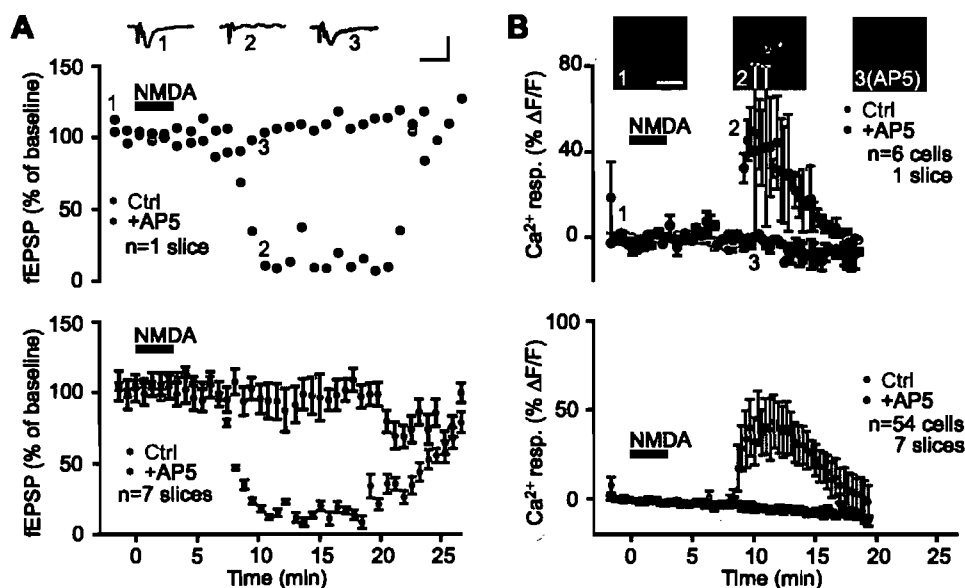 A
1 2 3
fEPSP (% of baseline)
150
100
50
0
1
NMDA
3
2
Ctrl
+AP5
n=1 slice
fEPSP (% of baseline)
150
100
50
0
NMDA
Ctrl
+AP5
n=7 slices
0 5 10 15 20 25
Time (min)
B
1 2 3(AP5)
Ca²⁺ resp. (% ΔF/F)
80
40
0
NMDA
Ctrl
+AP5
n=6 cells
1 slice
1
2
3
Ca²⁺ resp. (% ΔF/F)
100
50
0
NMDA
Ctrl
+AP5
n=54 cells
7 slices
0 5 10 15 20 25
Time (min)